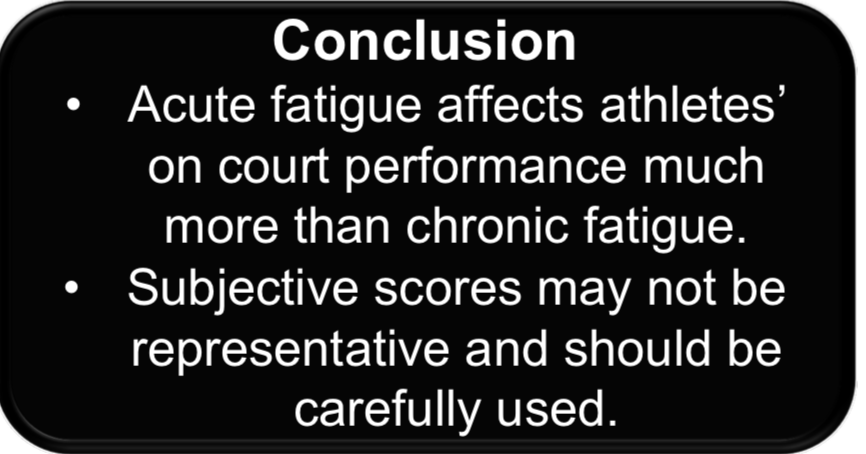 Conclusion
• Acute fatigue affects athletes’
on court performance much
more than chronic fatigue.
• Subjective scores may not be
representative and should be
carefully used.